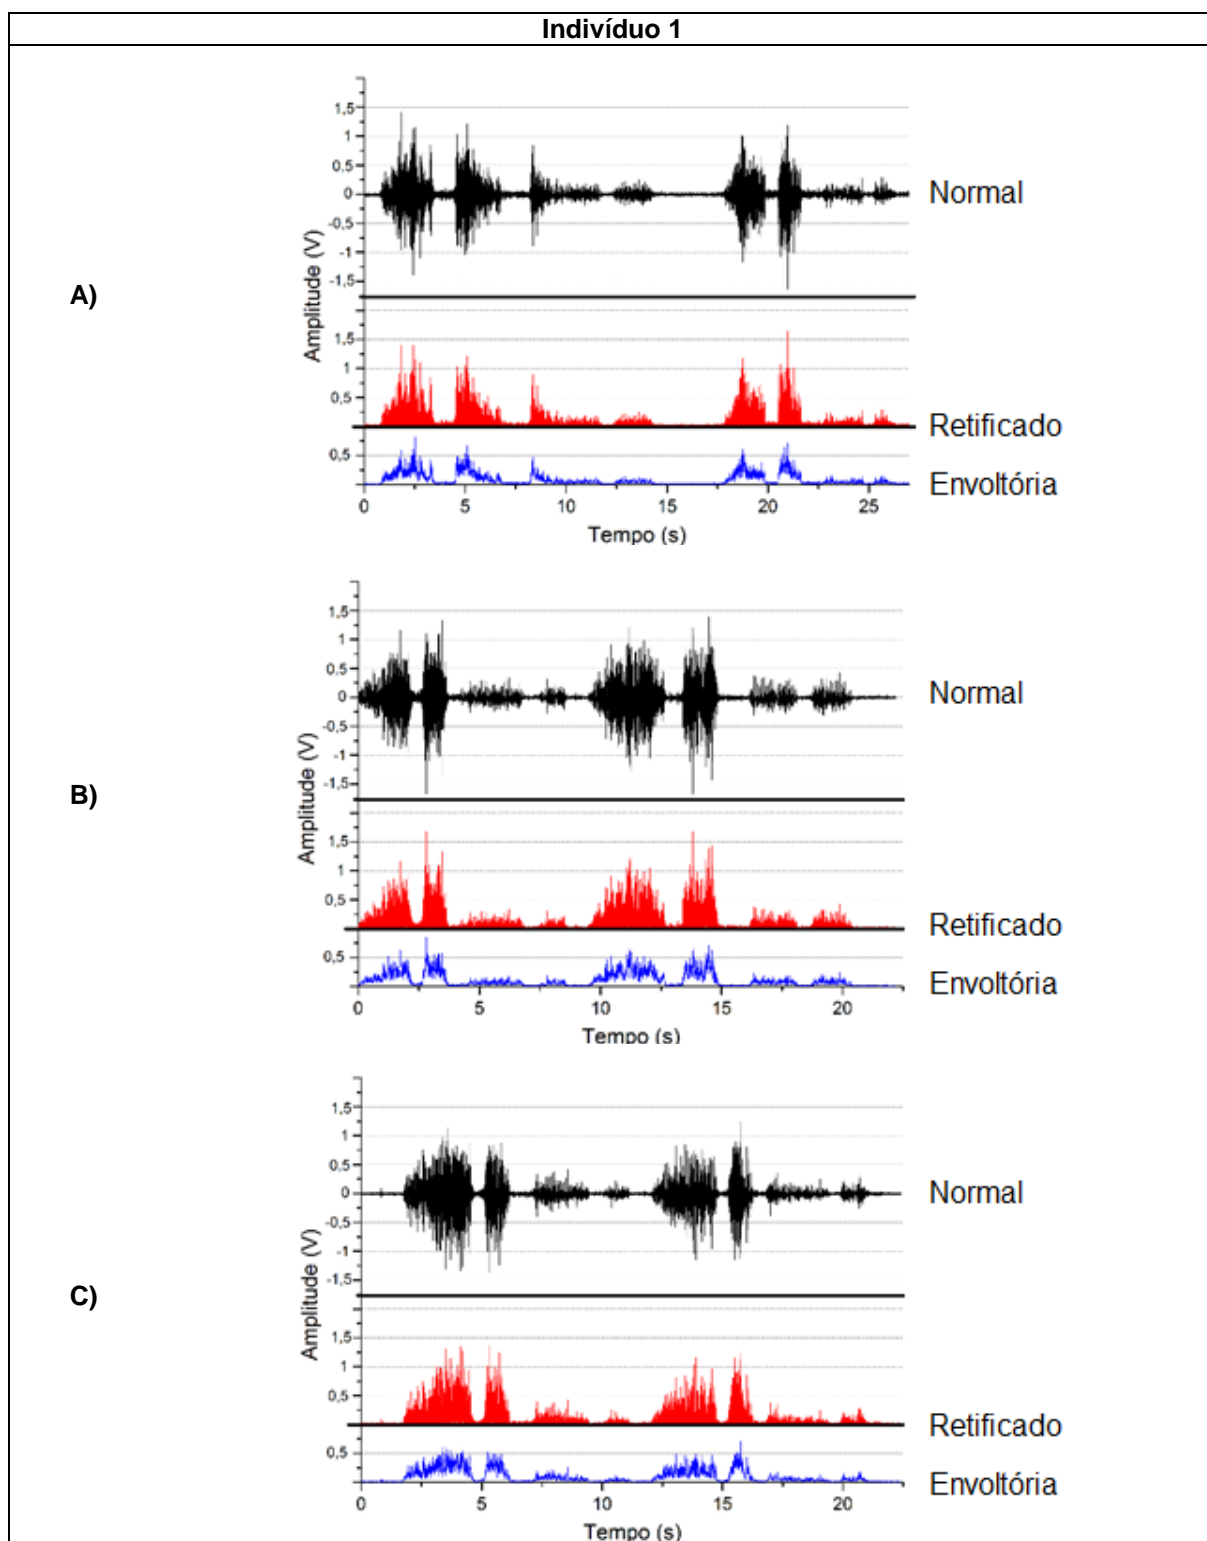 Indivíduo 1
A)
Amplitude (V)
1,5
1
0,5
0
-0,5
-1
-1,5
Normal
1,5
1
0,5
Retificado
0,5
Envoltória
0 5 10 15 20 25
Tempo (s)
B)
Amplitude (V)
1,5
1
0,5
0
-0,5
-1
-1,5
Normal
1,5
1
0,5
Retificado
0,5
Envoltória
0 5 10 15 20
Tempo (s)
C)
Amplitude (V)
1,5
1
0,5
0
-0,5
-1
-1,5
Normal
1,5
1
0,5
Retificado
0,5
Envoltória
0 5 10 15 20
Tempo (s)